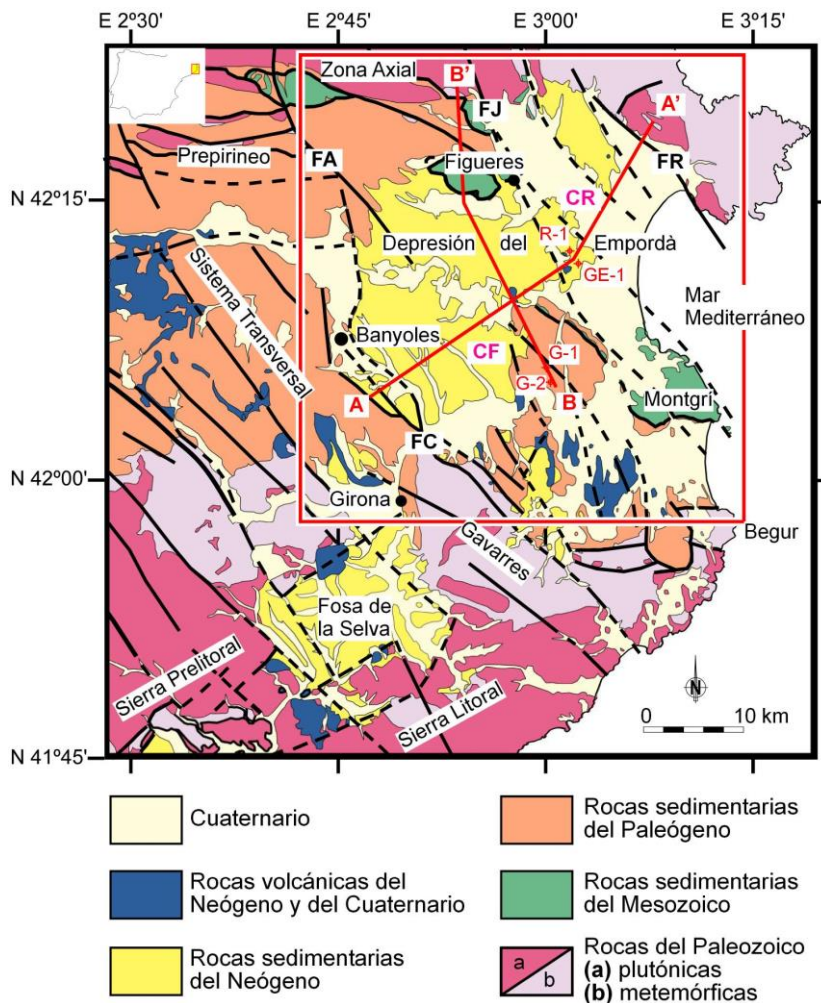 E 2º30'
E 2º45'
E 3º00'
E 3º15'
Zona Axial
B'
FJ
A'
Prepirineo
FA
Figueres
FR
N 42º15'
CR
R-1
Depresión del
Empordà
GE-1
Sistema Transversal
Mar
Mediterráneo
Banyoles
CF
G-1
G-2
A
B
Montgrí
FC
N 42º00'
Girona
Begur
Gavarres
Fosa de
la Selva
Sierra Prelitoral
Sierra Litoral
N
0 10 km
N 41º45'
Cuaternario
Rocas sedimentarias
del Paleógeno
Rocas volcánicas del
Neógeno y del Cuaternario
Rocas sedimentarias
del Mesozoico
Rocas sedimentarias
del Neógeno
a
b
Rocas del Paleozoico
(a) plutónicas
(b) metemórficas